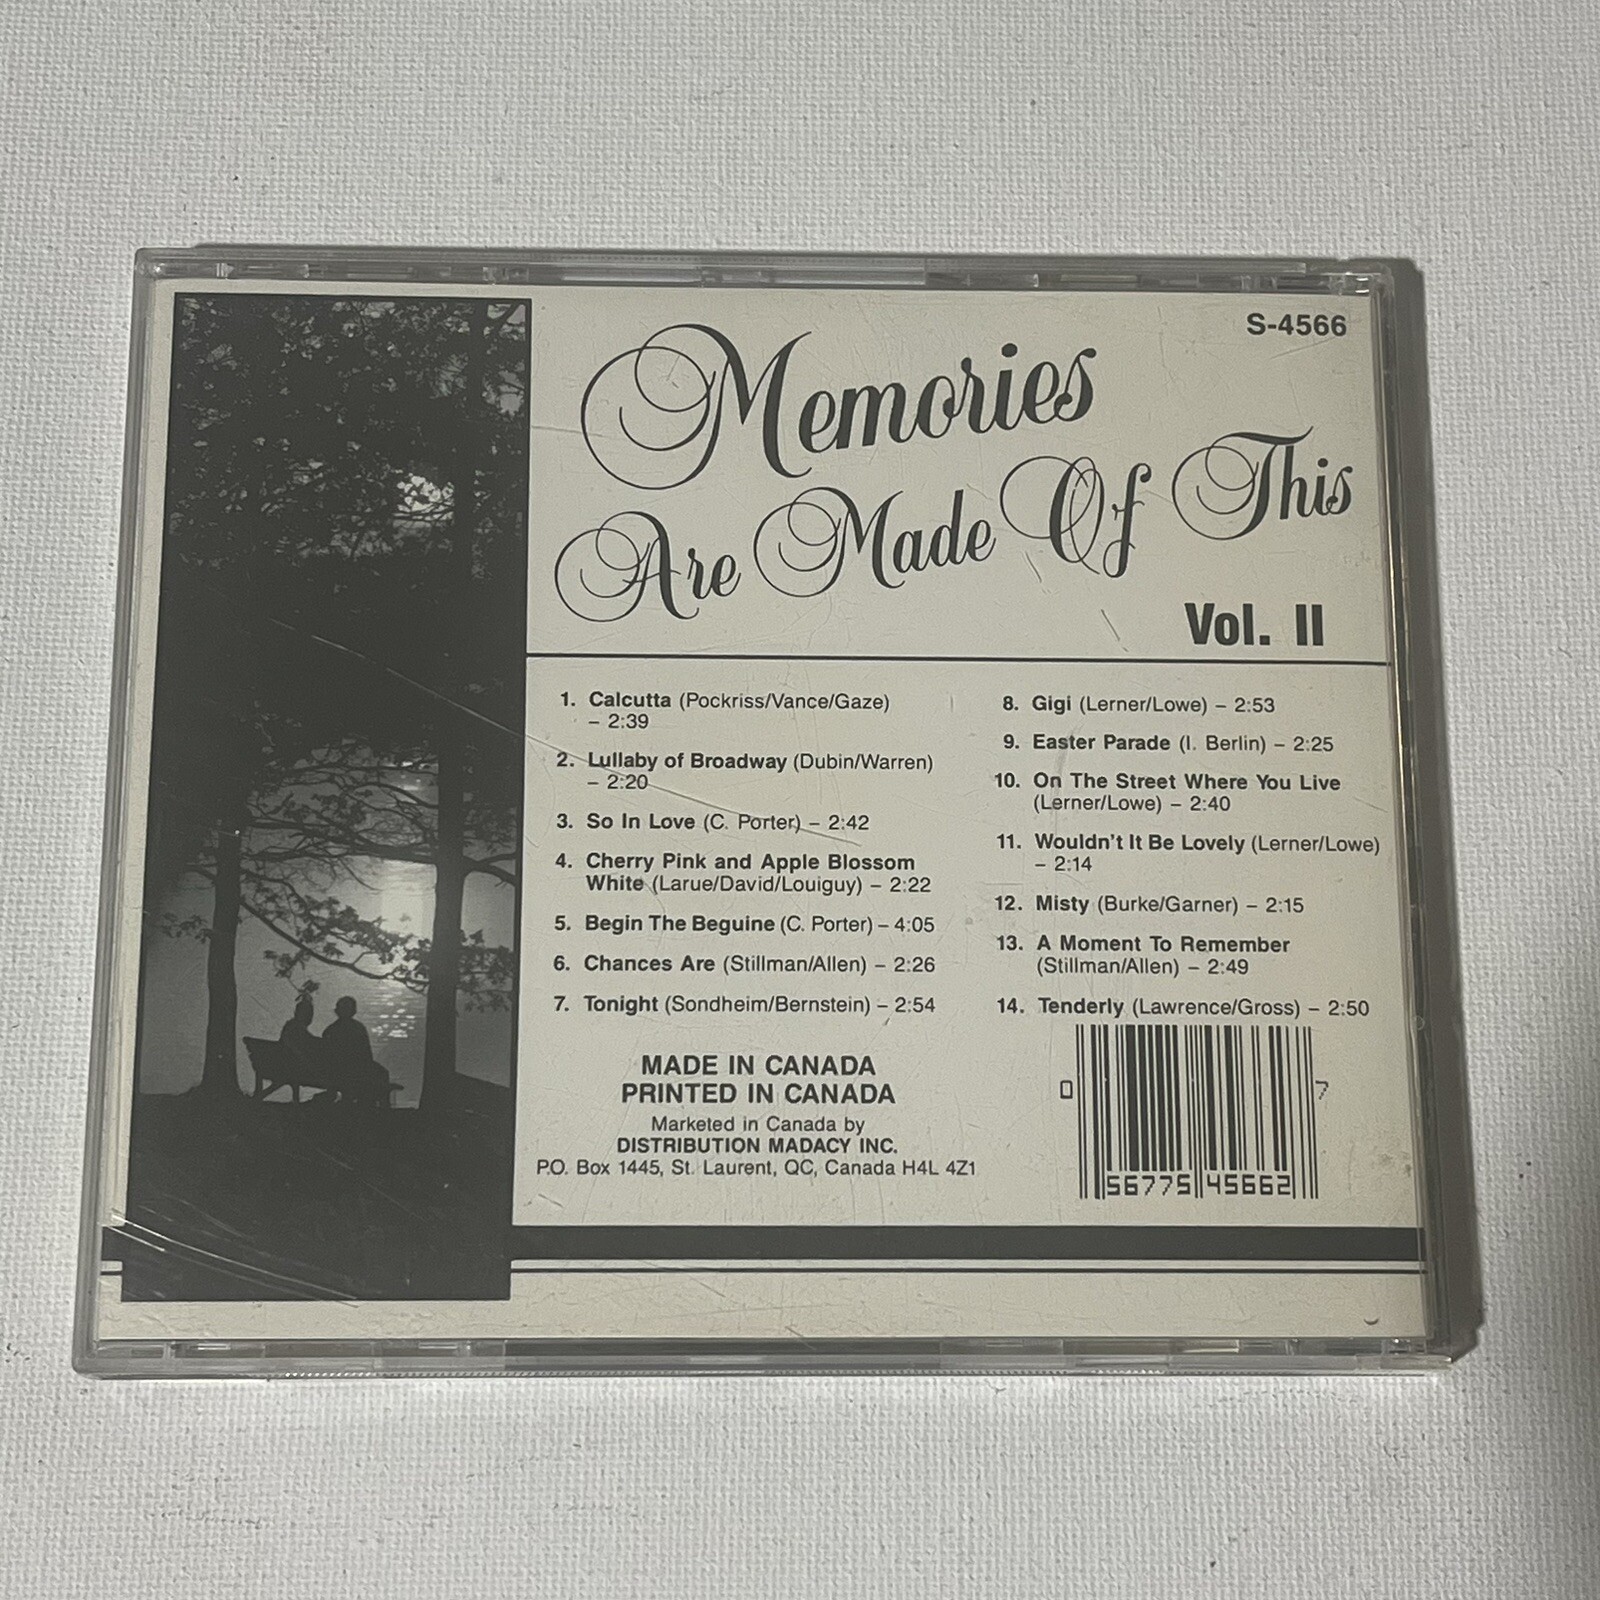 S-4566
Memories
Are Made Of This
Vol. II
1. Calcutta (Pockriss/Vance/Gaze)
– 2:39
2. Lullaby of Broadway (Dubin/Warren)
– 2:20
3. So In Love (C. Porter) – 2:42
4. Cherry Pink and Apple Blossom
White (Larue/David/Louiguy) – 2:22
5. Begin The Beguine (C. Porter) – 4:05
6. Chances Are (Stillman/Allen) – 2:26
7. Tonight (Sondheim/Bernstein) – 2:54
8. Gigi (Lerner/Lowe) – 2:53
9. Easter Parade (I. Berlin) – 2:25
10. On The Street Where You Live
(Lerner/Lowe) – 2:40
11. Wouldn't It Be Lovely (Lerner/Lowe)
– 2:14
12. Misty (Burke/Garner) – 2:15
13. A Moment To Remember
(Stillman/Allen) – 2:49
14. Tenderly (Lawrence/Gross) – 2:50
MADE IN CANADA
PRINTED IN CANADA
Marketed in Canada by
DISTRIBUTION MADACY INC.
P.O. Box 1445, St. Laurent, QC, Canada H4L 4Z1
0 56775 45662 7